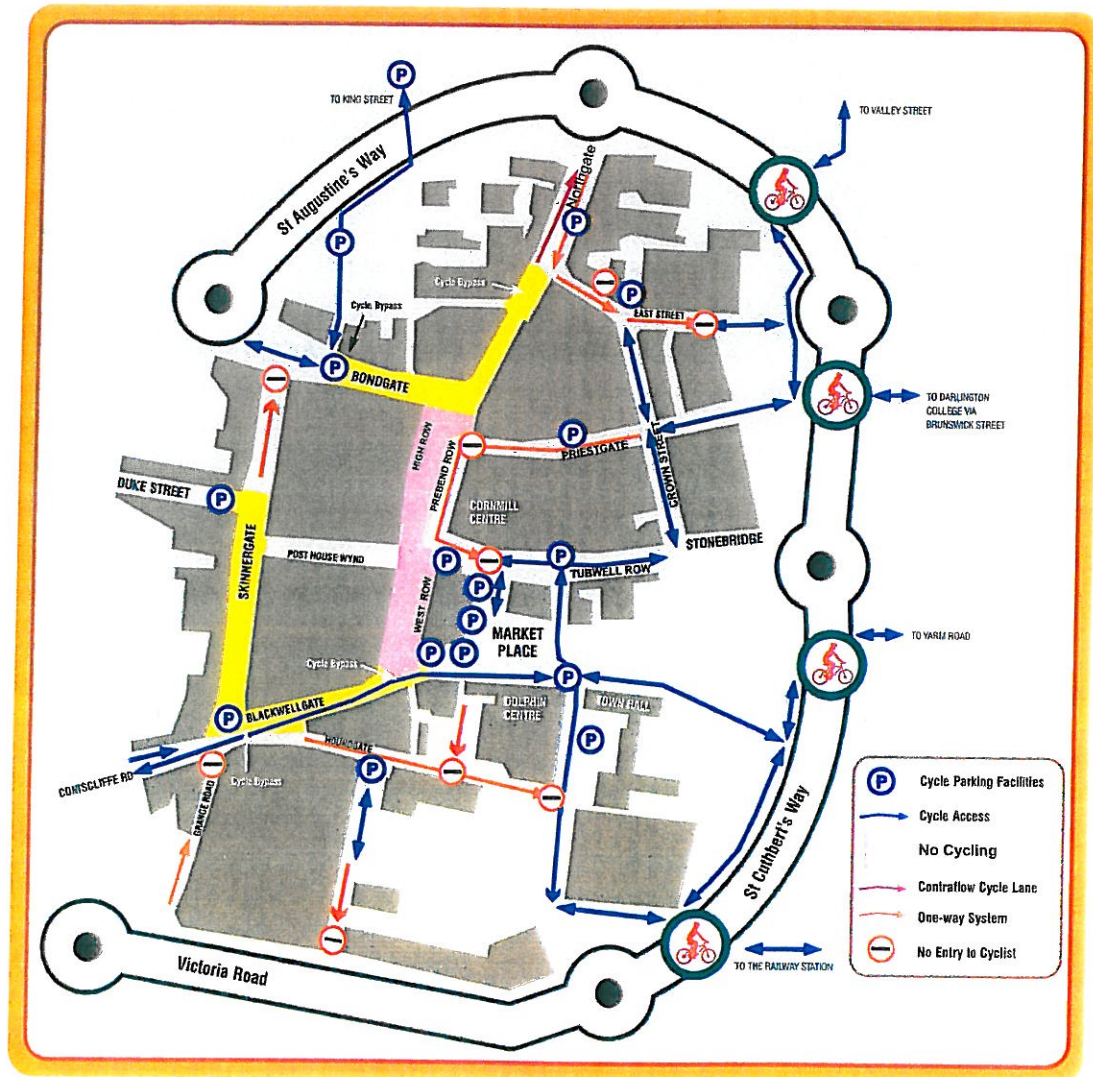 P
TO KING STREET
TO VALLEY STREET
St Augustine's Way
Northgate
P
P
Cycle Bypass
P
EAST STREET
Cycle Bypass
P
BONDGATE
TO DARLINGTON
COLLEGE VIA
BRUNSWICK STREET
HIGH ROW
P
PRIESTGATE
PREBEND ROW
CROWN STREET
DUKE STREET
P
CORNMILL
CENTRE
SKINNERGATE
POST HOUSE WYND
STONEBRIDGE
P
P
TUBWELL ROW
P
WEST ROW
P
MARKET
PLACE
TO YARM ROAD
P
P
Cycle Bypass
P
DOLPHIN
CENTRE
TOWN HALL
P
BLACKWELLGATE
HOUNDGATE
P
P
CONISCLIFFE RD
Cycle Bypass
GRANGE ROAD
St Cuthbert's Way
Victoria Road
TO THE RAILWAY STATION
P Cycle Parking Facilities
Cycle Access
No Cycling
Contraflow Cycle Lane
One-way System
No Entry to Cyclist